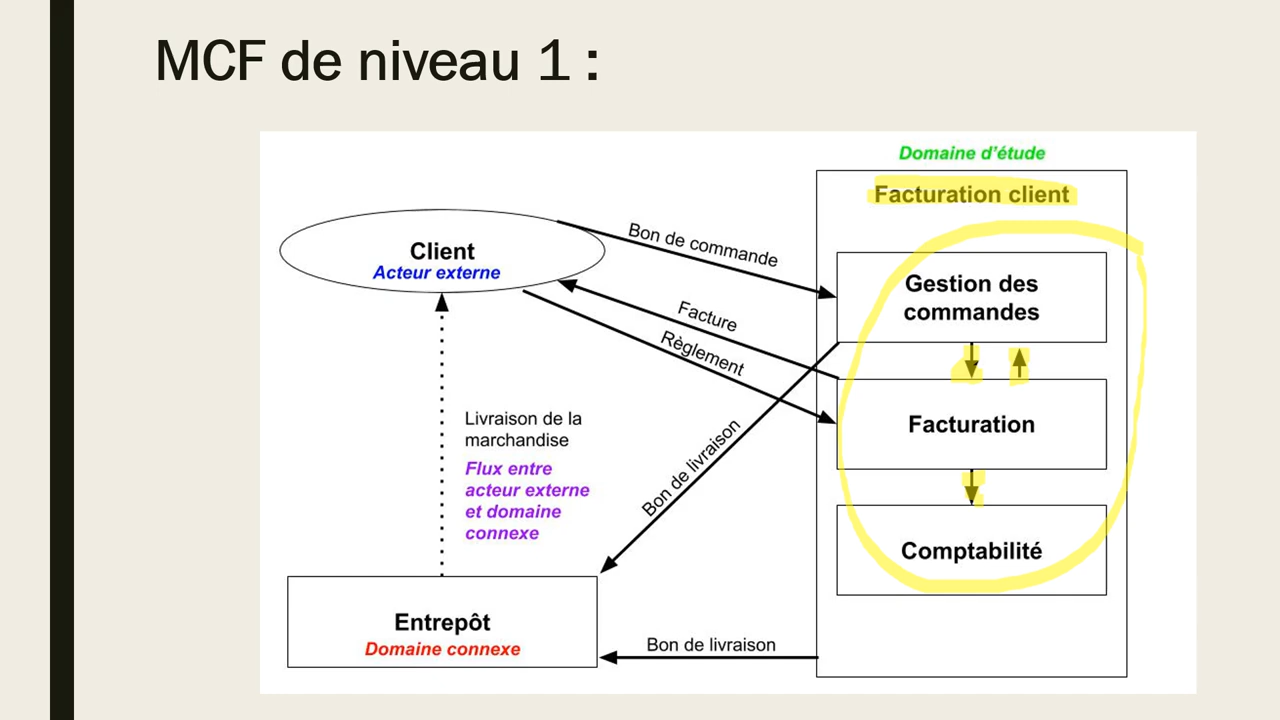 MCF de niveau 1 :
Domaine d'étude
Facturation client
Client
Acteur externe
Bon de commande
Gestion des
commandes
Facture
Règlement
Facturation
Livraison de la
marchandise
Flux entre
acteur externe
et domaine
connexe
Bon de livraison
Comptabilité
Entrepôt
Domaine connexe
Bon de livraison